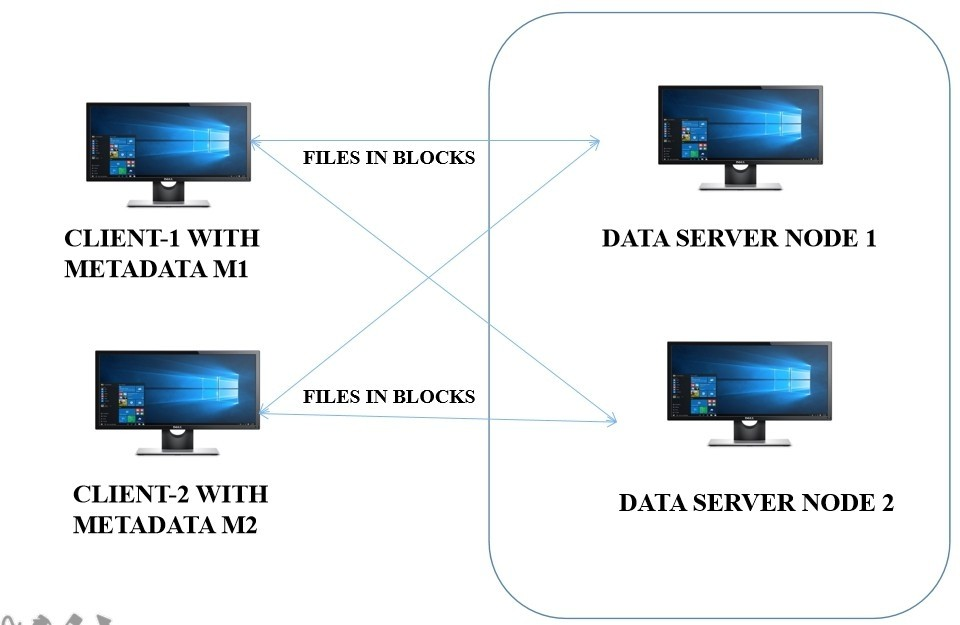 FILES IN BLOCKS
CLIENT-1 WITH
METADATA M1
DATA SERVER NODE 1
FILES IN BLOCKS
CLIENT-2 WITH
METADATA M2
DATA SERVER NODE 2